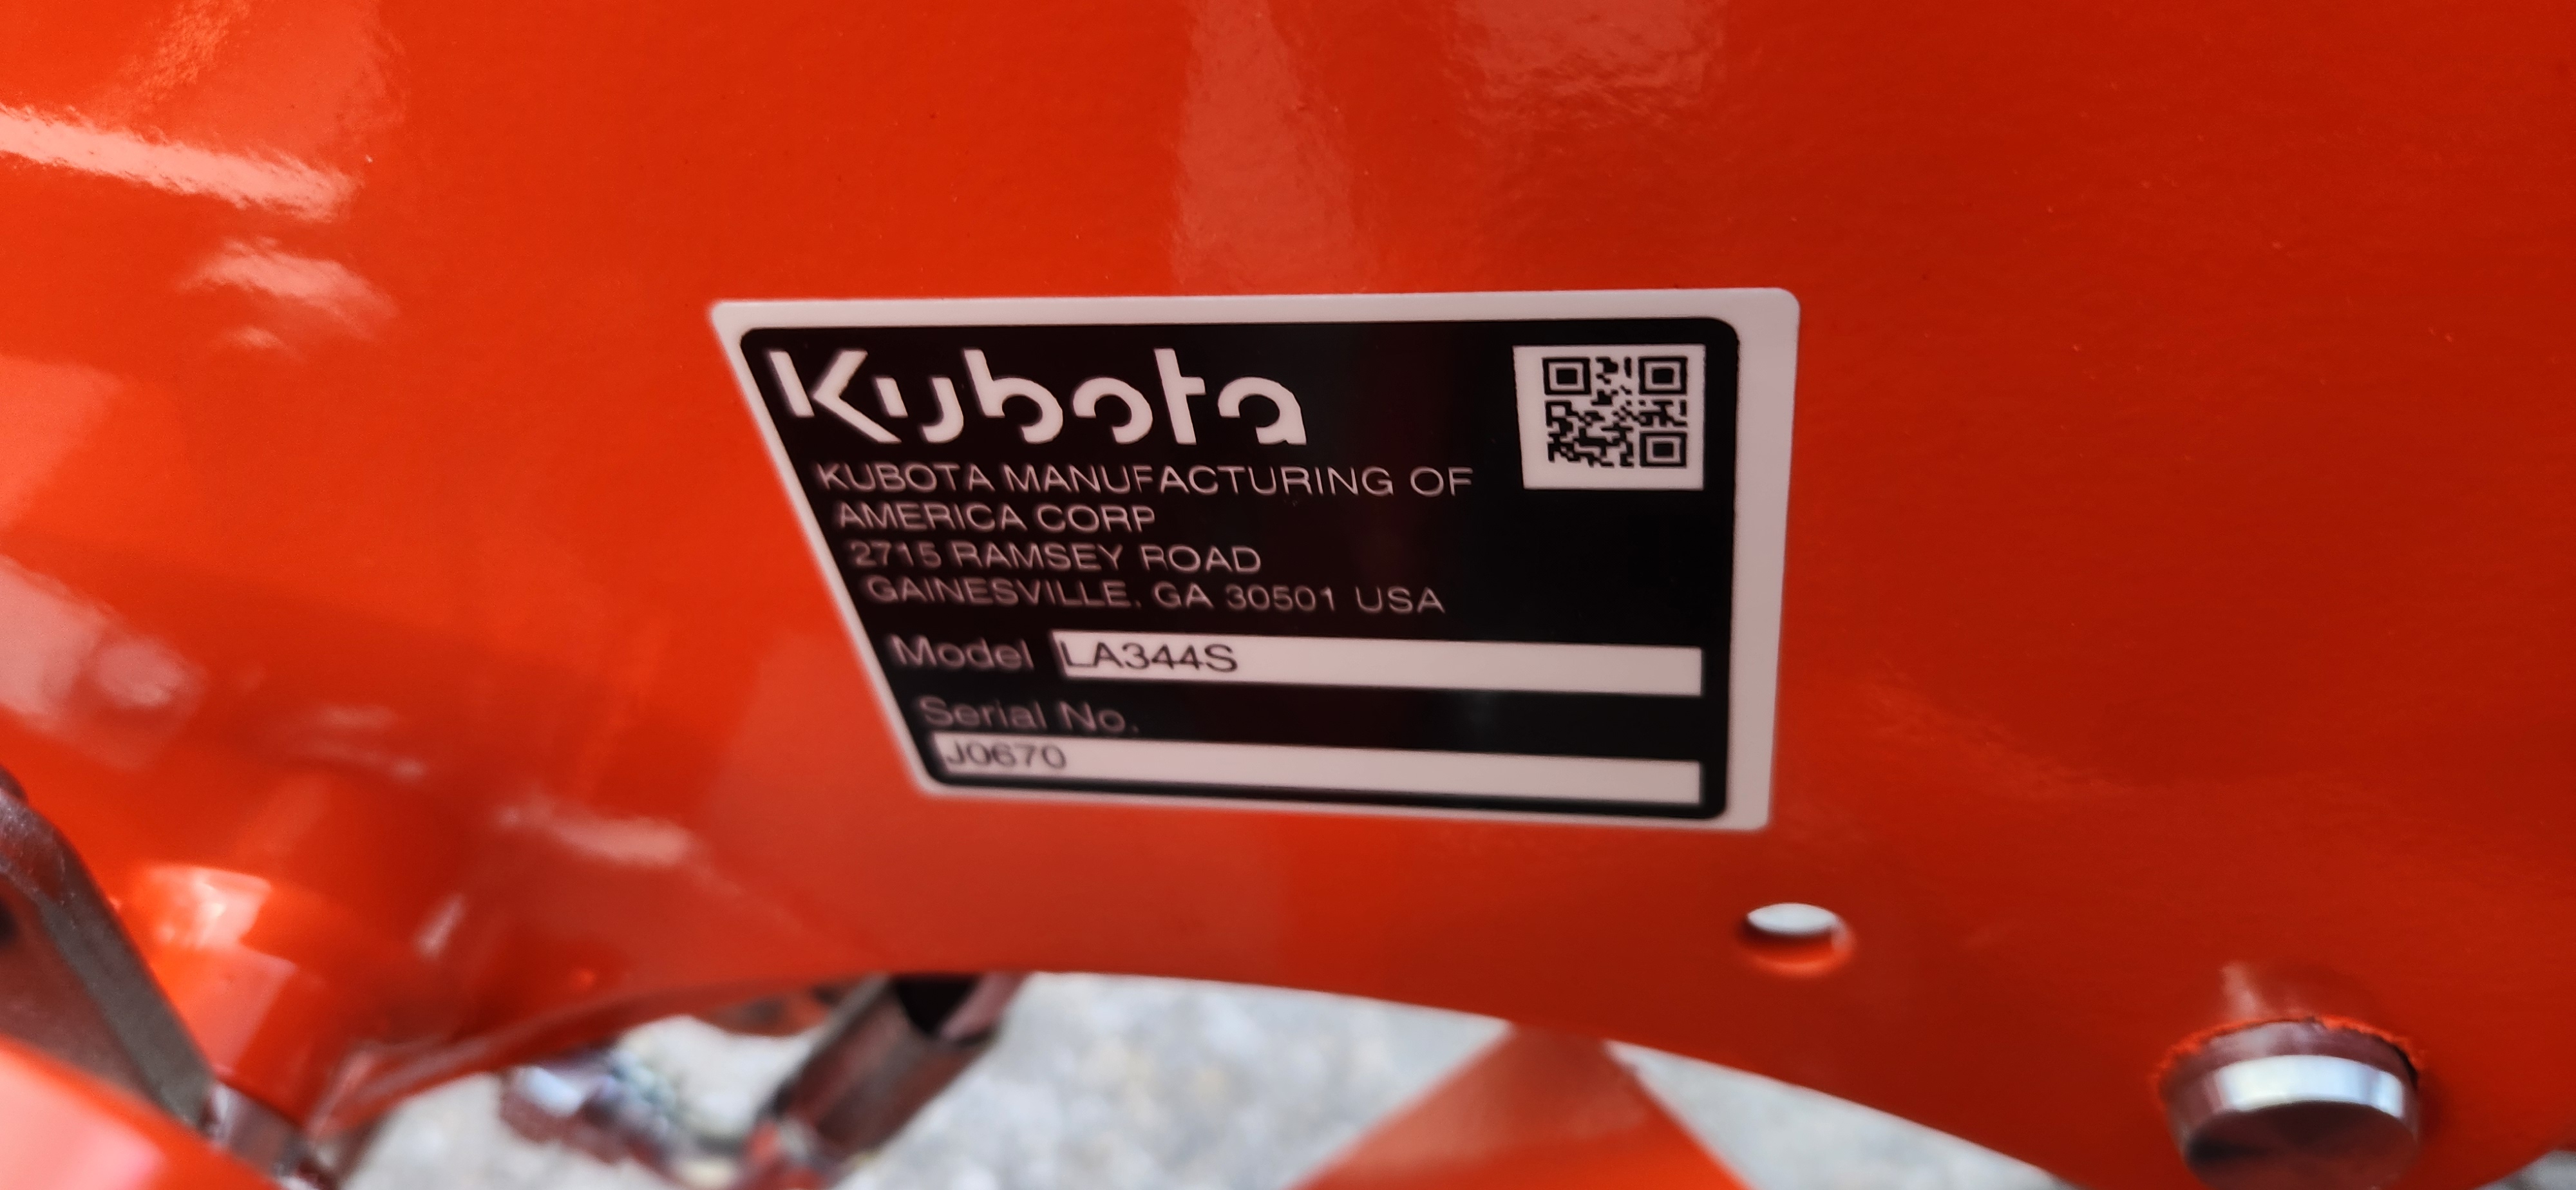 Kubota
KUBOTA MANUFACTURING OF
AMERICA CORP
2715 RAMSEY ROAD
GAINESVILLE, GA 30501 USA
Model LA344S
Serial No.
J0670